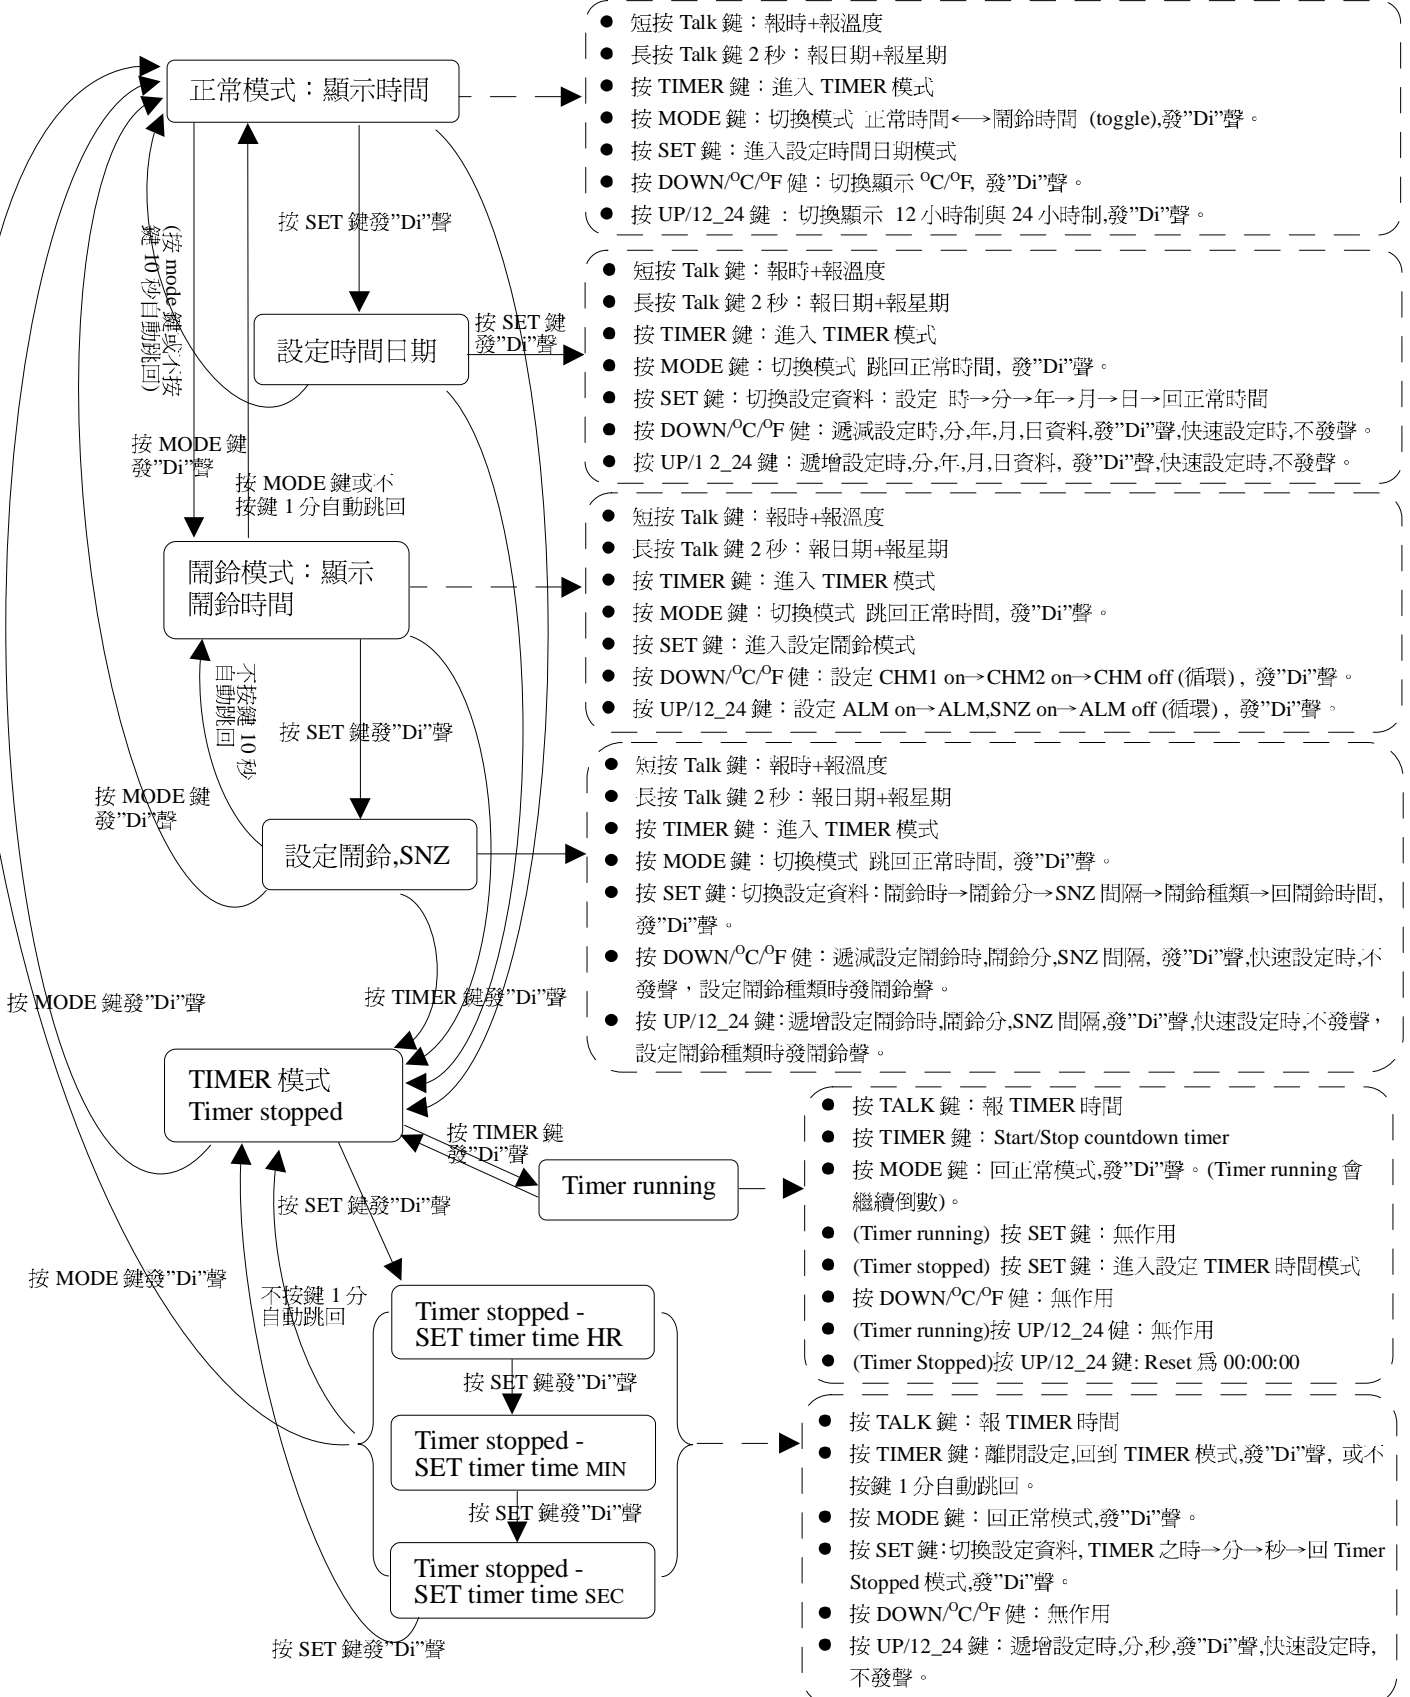 正常模式：顯示時間
● 短按 Talk 鍵：報時+報溫度
● 長按 Talk 鍵 2 秒：報日期+報星期
● 按 TIMER 鍵：進入 TIMER 模式
● 按 MODE 鍵：切換模式 正常時間←→鬧鈴時間 (toggle),發”Di”聲。
● 按 SET 鍵：進入設定時間日期模式
● 按 DOWN/ºC/ºF 健：切換顯示 ºC/ºF, 發”Di”聲。
● 按 UP/12_24 鍵 : 切換顯示 12 小時制與 24 小時制,發”Di”聲。
按 SET 鍵發”Di”聲
(按 mode 鍵或不按
鍵 10 秒自動跳回)
設定時間日期
按 SET 鍵
發”Di”聲
● 短按 Talk 鍵：報時+報溫度
● 長按 Talk 鍵 2 秒：報日期+報星期
● 按 TIMER 鍵：進入 TIMER 模式
● 按 MODE 鍵：切換模式 跳回正常時間, 發”Di”聲。
● 按 SET 鍵：切換設定資料：設定 時→分→年→月→日→回正常時間
● 按 DOWN/ºC/ºF 健：遞減設定時,分,年,月,日資料,發”Di”聲,快速設定時,不發聲。
● 按 UP/1 2_24 鍵：遞增設定時,分,年,月,日資料, 發”Di”聲,快速設定時,不發聲。
按 MODE 鍵
發”Di”聲
按 MODE 鍵或不
按鍵 1 分自動跳回
鬧鈴模式：顯示
鬧鈴時間
● 短按 Talk 鍵：報時+報溫度
● 長按 Talk 鍵 2 秒：報日期+報星期
● 按 TIMER 鍵：進入 TIMER 模式
● 按 MODE 鍵：切換模式 跳回正常時間, 發”Di”聲。
● 按 SET 鍵：進入設定鬧鈴模式
● 按 DOWN/ºC/ºF 健：設定 CHM1 on→CHM2 on→CHM off (循環) , 發”Di”聲。
● 按 UP/12_24 鍵：設定 ALM on→ALM,SNZ on→ALM off (循環) , 發”Di”聲。
不按鍵 10 秒
自動跳回
按 SET 鍵發”Di”聲
按 MODE 鍵
發”Di”聲
設定鬧鈴,SNZ
● 短按 Talk 鍵：報時+報溫度
● 長按 Talk 鍵 2 秒：報日期+報星期
● 按 TIMER 鍵：進入 TIMER 模式
● 按 MODE 鍵：切換模式 跳回正常時間, 發”Di”聲。
● 按 SET 鍵：切換設定資料：鬧鈴時→鬧鈴分→SNZ 間隔→鬧鈴種類→回鬧鈴時間,
發”Di”聲。
● 按 DOWN/ºC/ºF 健：遞減設定鬧鈴時,鬧鈴分,SNZ 間隔, 發”Di”聲,快速設定時,不
發聲，設定鬧鈴種類時發鬧鈴聲。
● 按 UP/12_24 鍵：遞增設定鬧鈴時,鬧鈴分,SNZ 間隔,發”Di”聲,快速設定時,不發聲，
設定鬧鈴種類時發鬧鈴聲。
按 MODE 鍵發”Di”聲
按 TIMER 鍵發”Di”聲
TIMER 模式
Timer stopped
按 TIMER 鍵
發”Di”聲
Timer running
● 按 TALK 鍵：報 TIMER 時間
● 按 TIMER 鍵：Start/Stop countdown timer
● 按 MODE 鍵：回正常模式,發”Di”聲。(Timer running 會
繼續倒數)。
● (Timer running) 按 SET 鍵：無作用
● (Timer stopped) 按 SET 鍵：進入設定 TIMER 時間模式
● 按 DOWN/ºC/ºF 健：無作用
● (Timer running)按 UP/12_24 健：無作用
● (Timer Stopped)按 UP/12_24 鍵: Reset 爲 00:00:00
按 SET 鍵發”Di”聲
按 MODE 鍵發”Di”聲
不按鍵 1 分
自動跳回
Timer stopped -
SET timer time HR
按 SET 鍵發”Di”聲
Timer stopped -
SET timer time MIN
按 SET 鍵發”Di”聲
Timer stopped -
SET timer time SEC
按 SET 鍵發”Di”聲
● 按 TALK 鍵：報 TIMER 時間
● 按 TIMER 鍵：離開設定,回到 TIMER 模式,發”Di”聲, 或不
按鍵 1 分自動跳回。
● 按 MODE 鍵：回正常模式,發”Di”聲。
● 按 SET 鍵：切換設定資料, TIMER 之時→分→秒→回 Timer
Stopped 模式,發”Di”聲。
● 按 DOWN/ºC/ºF 健：無作用
● 按 UP/12_24 鍵：遞增設定時,分,秒,發”Di”聲,快速設定時,
不發聲。